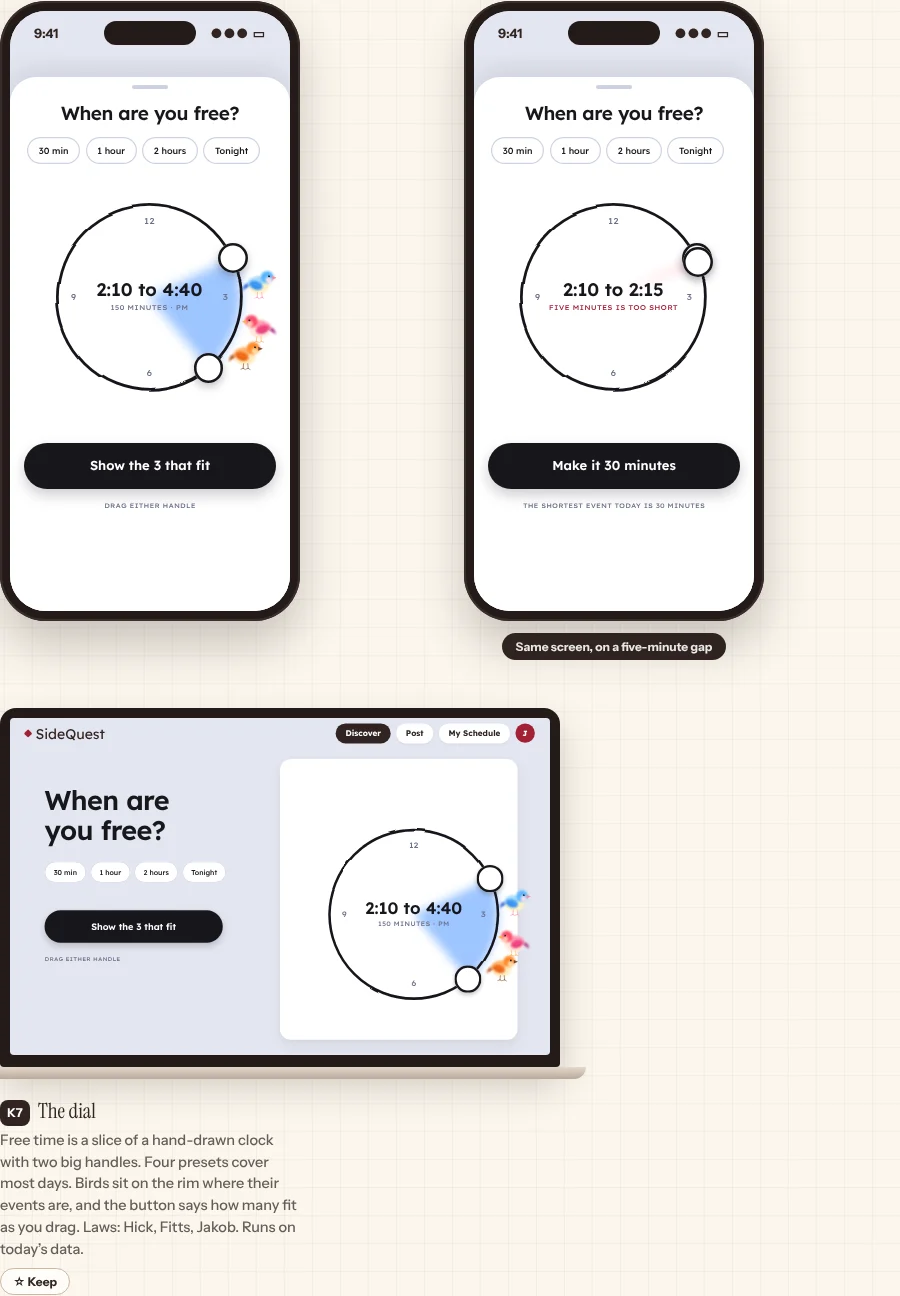 9:41
When are you free?
30 min 1 hour 2 hours Tonight
12
9 3
2:10 to 4:40
150 MINUTES · PM
6
Show the 3 that fit
DRAG EITHER HANDLE
9:41
When are you free?
30 min 1 hour 2 hours Tonight
12
9 3
2:10 to 2:15
FIVE MINUTES IS TOO SHORT
6
Make it 30 minutes
THE SHORTEST EVENT TODAY IS 30 MINUTES
Same screen, on a five-minute gap
SideQuest
Discover Post My Schedule J
When are
you free?
30 min 1 hour 2 hours Tonight
Show the 3 that fit
DRAG EITHER HANDLE
12
9 3
2:10 to 4:40
150 MINUTES · PM
6
K7 The dial
Free time is a slice of a hand-drawn clock
with two big handles. Four presets cover
most days. Birds sit on the rim where their
events are, and the button says how many fit
as you drag. Laws: Hick, Fitts, Jakob. Runs on
today's data.
☆ Keep